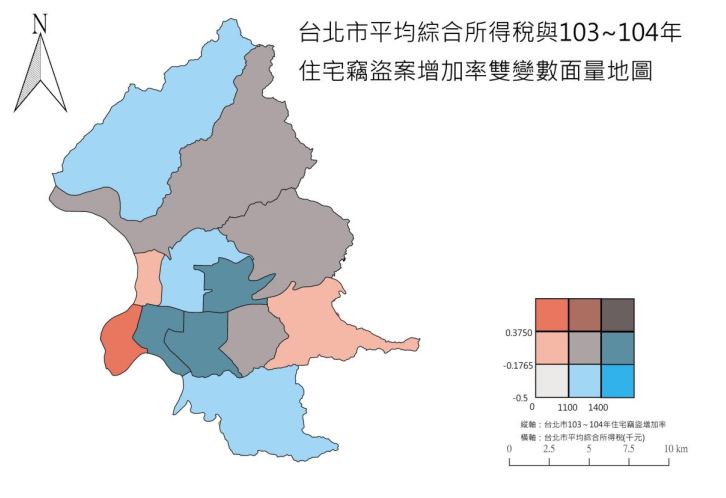 N
台北市平均綜合所得稅與103~104年
住宅竊盜案增加率雙變數面量地圖
0.3750
-0.1765
-0.5
0 1100 1400
縱軸：台北市103～104年住宅竊盜增加率
橫軸：台北市平均綜合所得稅(千元)
0 2.5 5 7.5 10 km